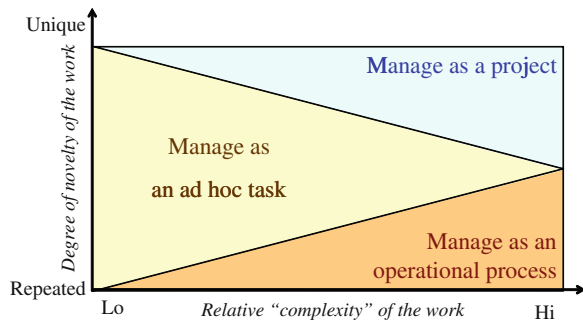 Unique
Degree of novelty of the work
Manage as a project
Manage as
an ad hoc task
Manage as an
operational process
Repeated
Lo
Relative “complexity” of the work
Hi